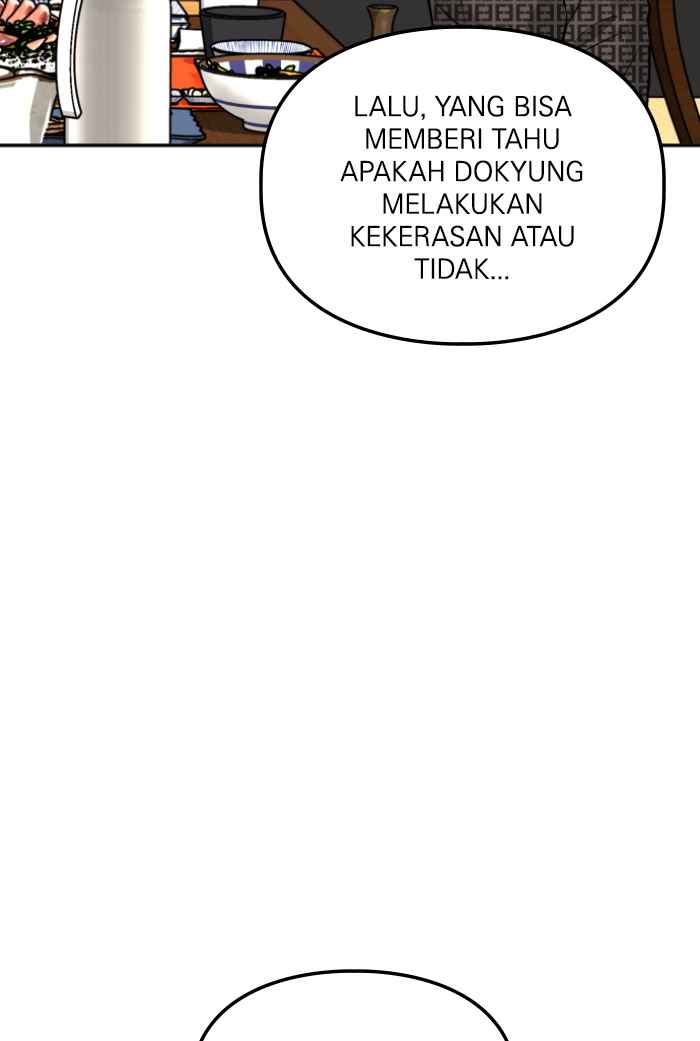 LALU, YANG BISA
MEMBERI TAHU
APAKAH DOKYUNG
MELAKUKAN
KEKERASAN ATAU
TIDAK...